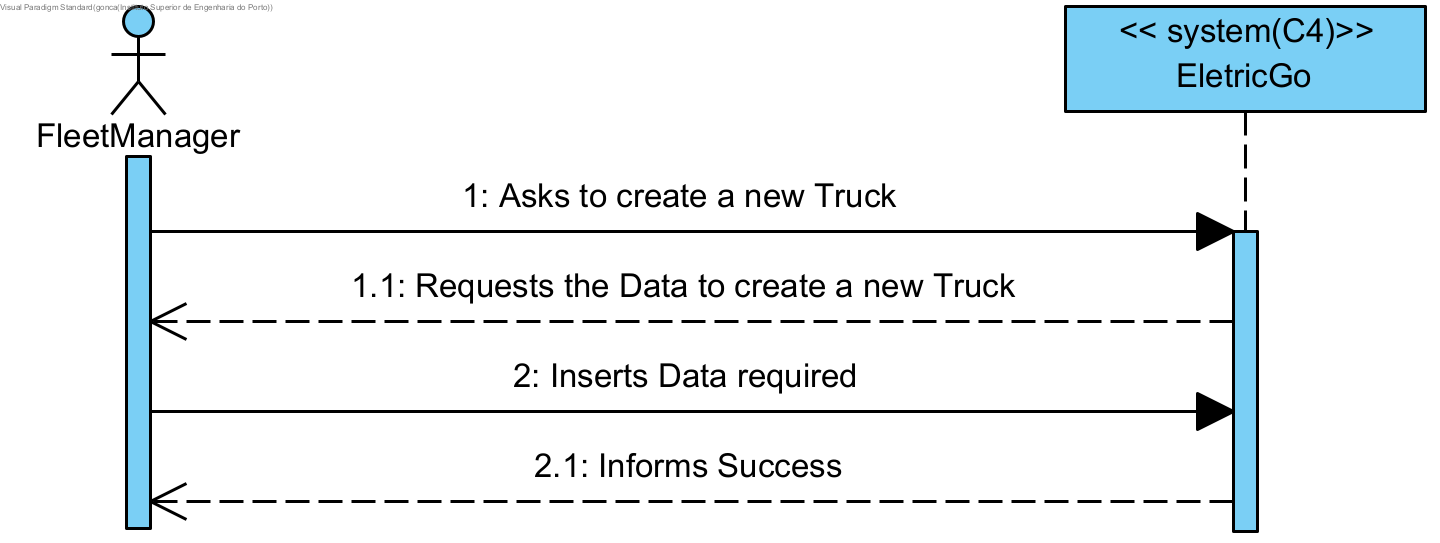 Visual Paradigm Standard(gonca(Instituto Superior de Engenharia do Porto))
<< system(C4)>>
EletricGo
FleetManager
1: Asks to create a new Truck
1.1: Requests the Data to create a new Truck
2: Inserts Data required
2.1: Informs Success